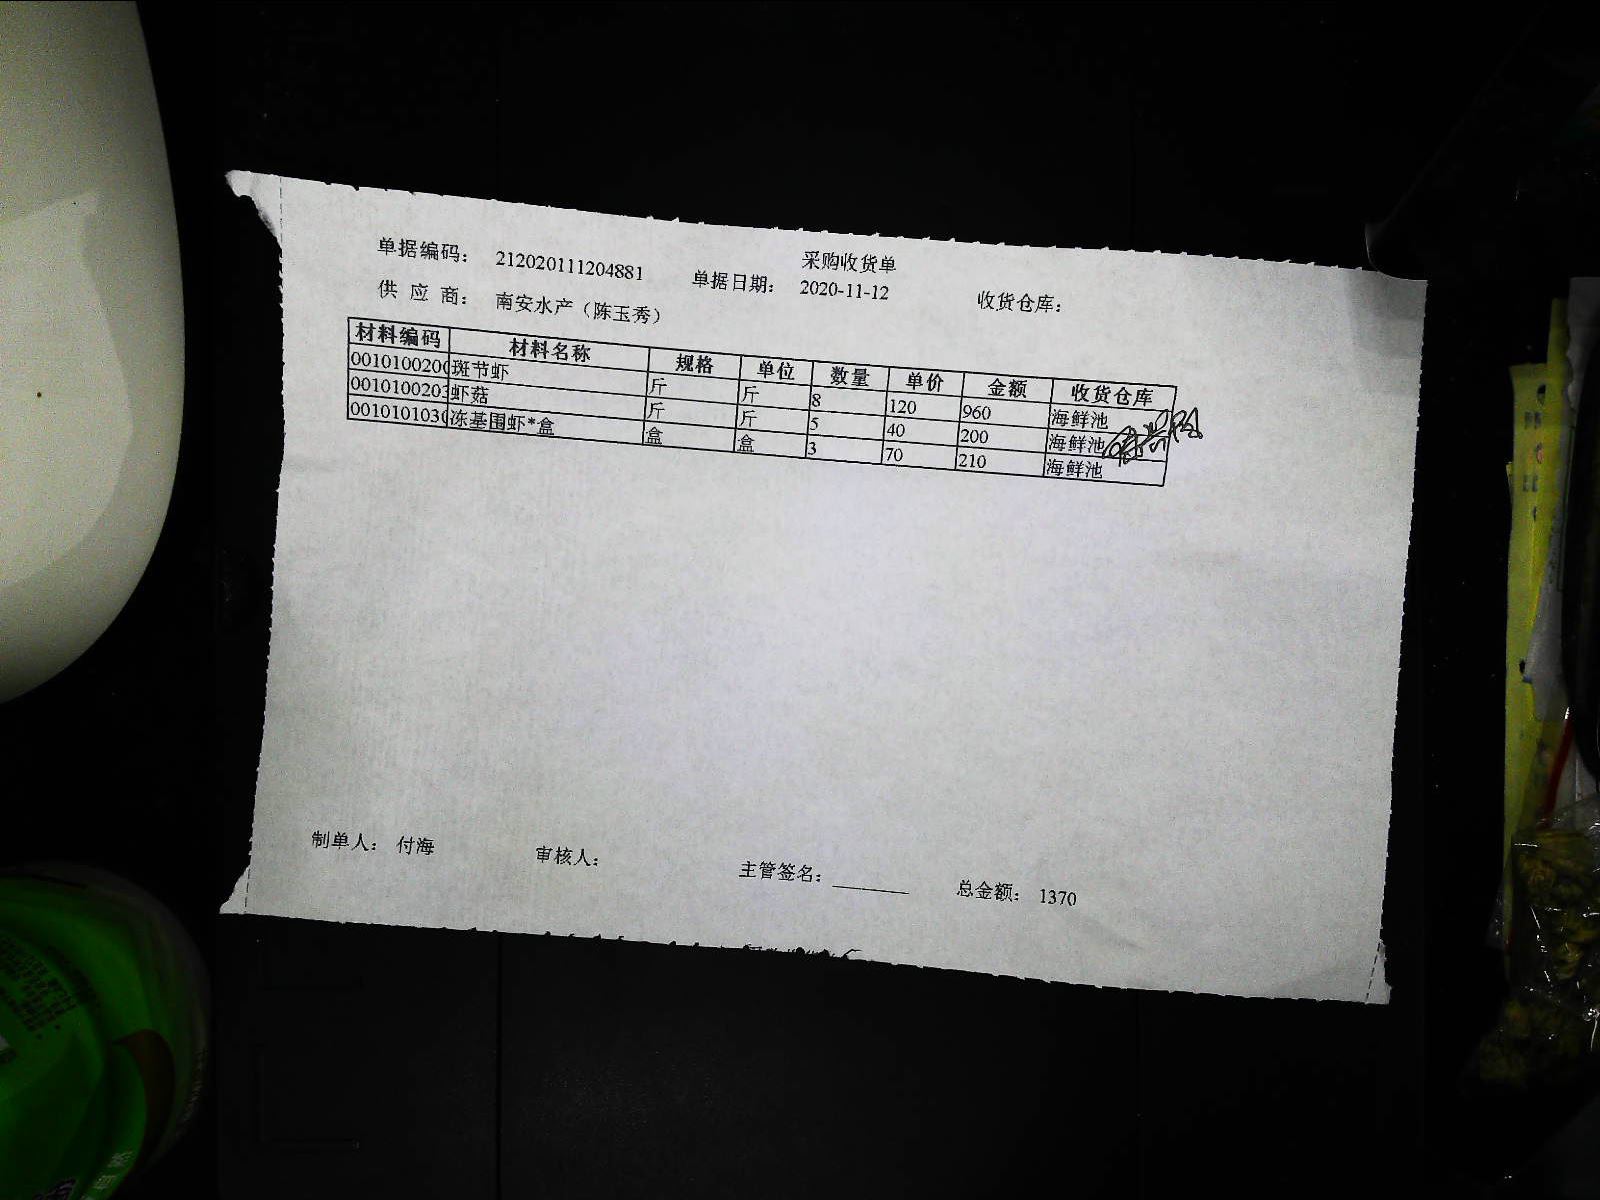 采购收货单
单据编码： 212020111204881 单据日期： 2020-11-12 收货仓库：
供 应 商： 南安水产（陈玉秀）
材料编码 材料名称 规格 单位 数量 单价 金额 收货仓库
001010020 斑节虾 斤 斤 8 120 960 海鲜池
001010020 虾菇 斤 斤 5 40 200 海鲜池
001010103 冻基围虾*盒 盒 盒 3 70 210 海鲜池
制单人： 付海 审核人： 主管签名： ________ 总金额： 1370